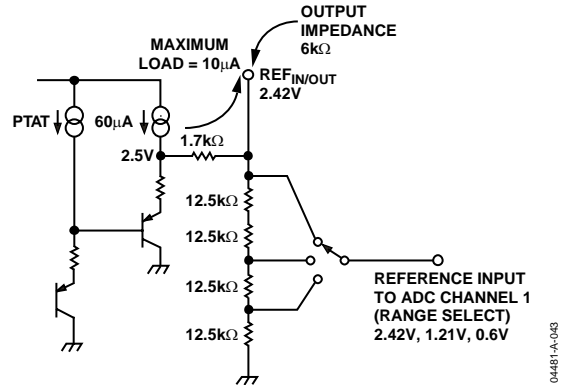 OUTPUT
IMPEDANCE
6kΩ
MAXIMUM
LOAD = 10μA
REFIN/OUT
2.42V
PTAT
60μA
1.7kΩ
2.5V
12.5kΩ
12.5kΩ
12.5kΩ
12.5kΩ
REFERENCE INPUT
TO ADC CHANNEL 1
(RANGE SELECT)
2.42V, 1.21V, 0.6V
04481-A-043